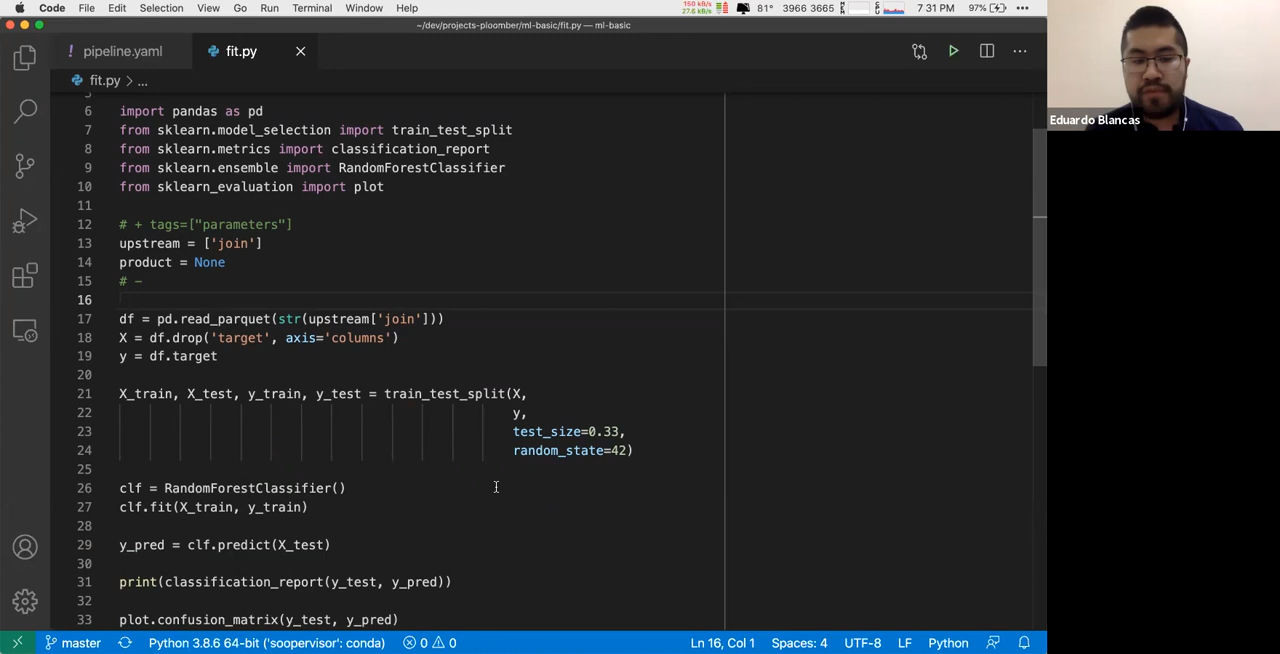 Code File Edit Selection View Go Run Terminal Window Help 150 kB/s 27.6 kB/s 81° 3966 3665 7:31 PM 97%
~/dev/projects-ploomber/ml-basic/fit.py — ml-basic
! pipeline.yaml
fit.py
fit.py > ...
Eduardo Blancas
5
6 import pandas as pd
7 from sklearn.model_selection import train_test_split
8 from sklearn.metrics import classification_report
9 from sklearn.ensemble import RandomForestClassifier
10 from sklearn_evaluation import plot
11
12 # + tags=["parameters"]
13 upstream = ['join']
14 product = None
15 # -
16
17 df = pd.read_parquet(str(upstream['join']))
18 X = df.drop('target', axis='columns')
19 y = df.target
20
21 X_train, X_test, y_train, y_test = train_test_split(X,
22 y,
23 test_size=0.33,
24 random_state=42)
25
26 clf = RandomForestClassifier()
27 clf.fit(X_train, y_train)
28
29 y_pred = clf.predict(X_test)
30
31 print(classification_report(y_test, y_pred))
32
33 plot.confusion_matrix(y_test, y_pred)
master Python 3.8.6 64-bit ('soopervisor': conda) 0 0 Ln 16, Col 1 Spaces: 4 UTF-8 LF Python